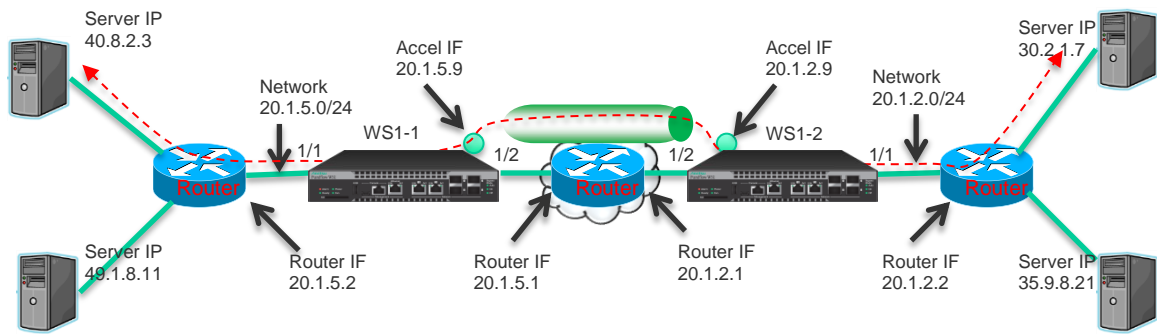 Server IP
40.8.2.3
Network
20.1.5.0/24
Accel IF
20.1.5.9
Accel IF
20.1.2.9
Network
20.1.2.0/24
Server IP
30.2.1.7
1/1
WS1-1
1/2
1/2
WS1-2
1/1
Router
Router
Router
Server IP
49.1.8.11
Router IF
20.1.5.2
Router IF
20.1.5.1
Router IF
20.1.2.1
Router IF
20.1.2.2
Server IP
35.9.8.21